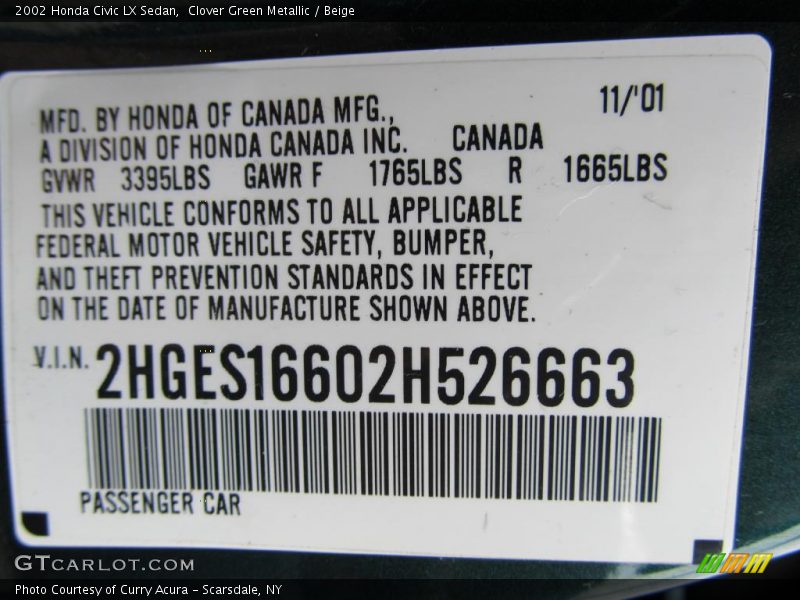 2002 Honda Civic LX Sedan,  Clover Green Metallic / Beige
MFD. BY HONDA OF CANADA MFG., 11/'01
A DIVISION OF HONDA CANADA INC. CANADA
GVWR 3395LBS GAWR F 1765LBS R 1665LBS
THIS VEHICLE CONFORMS TO ALL APPLICABLE
FEDERAL MOTOR VEHICLE SAFETY, BUMPER,
AND THEFT PREVENTION STANDARDS IN EFFECT
ON THE DATE OF MANUFACTURE SHOWN ABOVE.
V.I.N. 2HGES16602H526663
PASSENGER CAR
GTCARLOT.COM
Photo Courtesy of Curry Acura – Scarsdale, NY